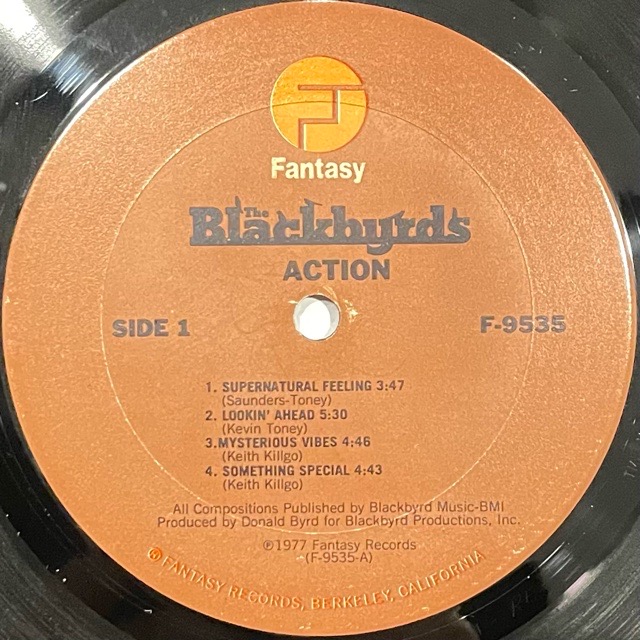 Fantasy
The
Blackbyrds
ACTION
SIDE 1
F-9535
1. SUPERNATURAL FEELING 3:47
(Saunders-Toney)
2. LOOKIN' AHEAD 5:30
(Kevin Toney)
3.MYSTERIOUS VIBES 4:46
(Keith Killgo)
4. SOMETHING SPECIAL 4:43
(Keith Killgo)
All Compositions Published by Blackbyrd Music-BMI
Produced by Donald Byrd for Blackbyrd Productions, Inc.
℗1977 Fantasy Records
(F-9535-A)
® FANTASY RECORDS, BERKELEY, CALIFORNIA